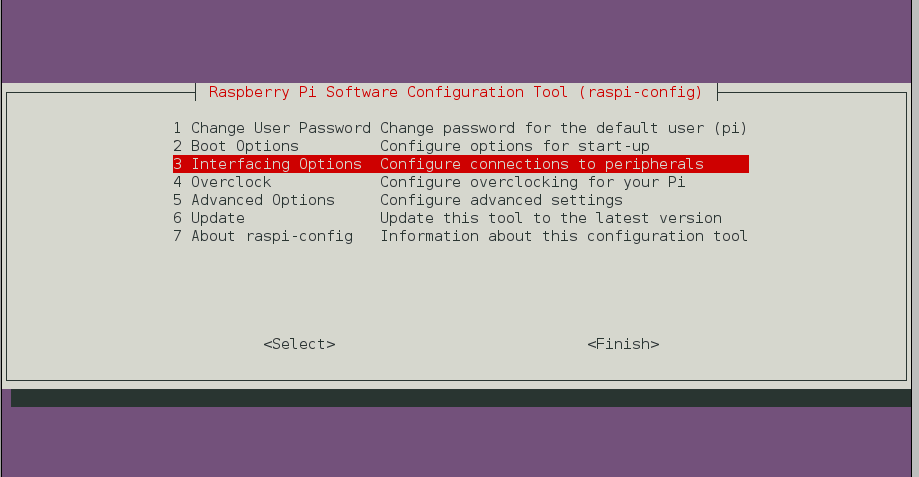 Raspberry Pi Software Configuration Tool (raspi-config)
1 Change User Password Change password for the default user (pi)
2 Boot Options Configure options for start-up
3 Interfacing Options Configure connections to peripherals
4 Overclock Configure overclocking for your Pi
5 Advanced Options Configure advanced settings
6 Update Update this tool to the latest version
7 About raspi-config Information about this configuration tool
<Select> <Finish>